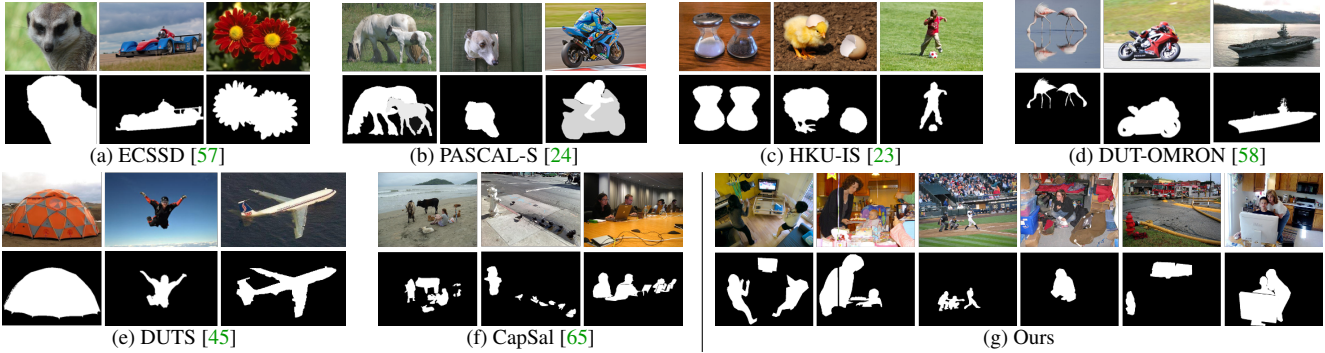 (a) ECSSD [57]
(b) PASCAL-S [24]
(c) HKU-IS [23]
(d) DUT-OMRON [58]
(e) DUTS [45]
(f) CapSal [65]
(g) Ours